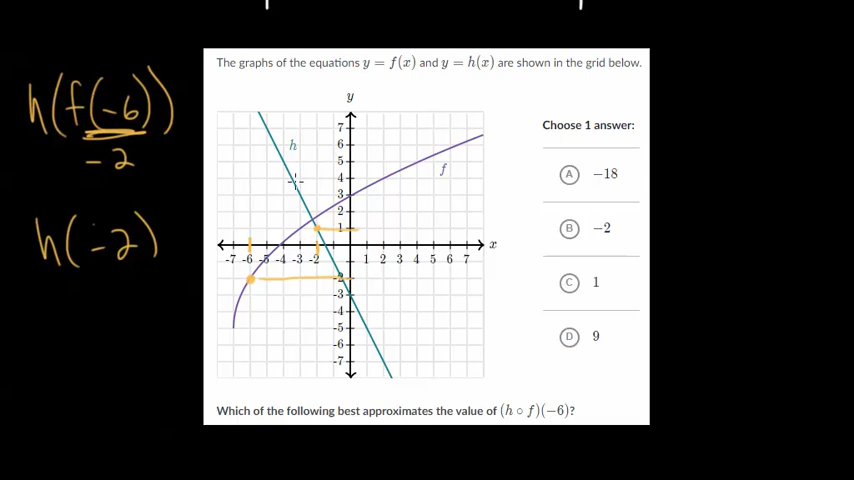 h(f(-6))
-2
h(-2)
The graphs of the equations y = f(x) and y = h(x) are shown in the grid below.
y
7
6
5
4
3
2
1
h
f
x
-7 -6 -5 -4 -3 -2 1 2 3 4 5 6 7
-2
-3
-4
-5
-6
-7
Choose 1 answer:
A -18
B -2
C 1
D 9
Which of the following best approximates the value of (h ∘ f)(-6)?